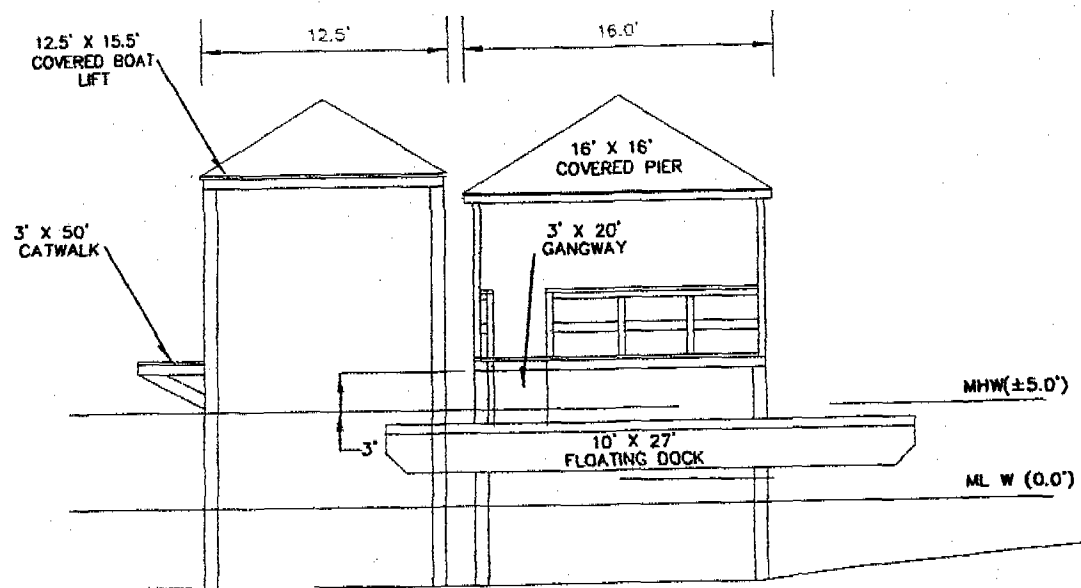 12.5'
16.0'
12.5' X 15.5'
COVERED BOAT
LIFT
16' X 16'
COVERED PIER
3' X 50'
CATWALK
3' X 20'
GANGWAY
MHW(±5.0')
3'
10' X 27'
FLOATING DOCK
ML W (0.0')